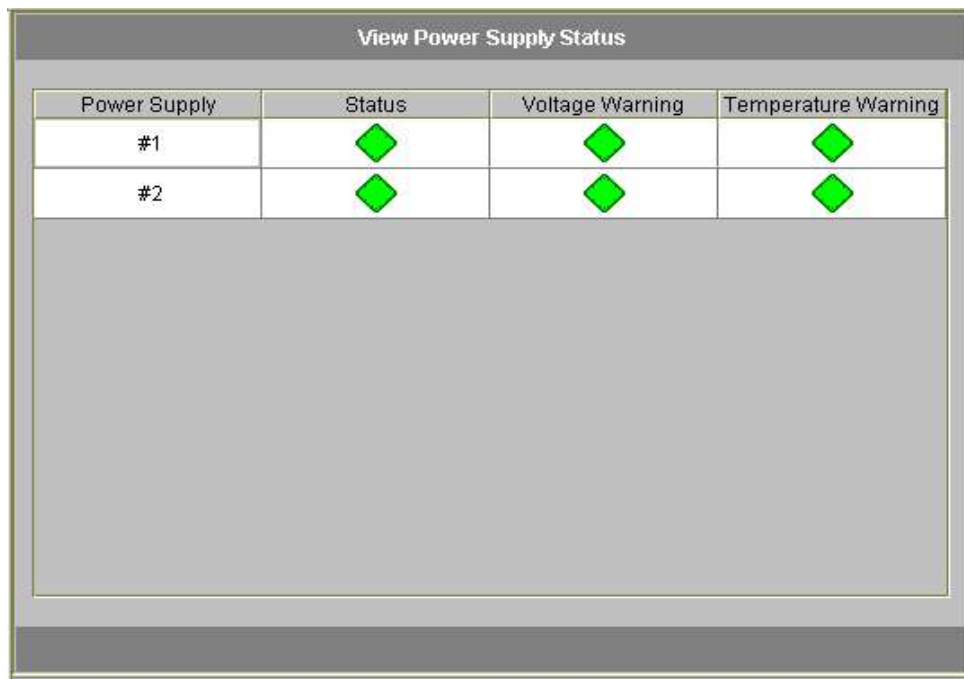 View Power Supply Status
Power Supply Status Voltage Warning Temperature Warning
#1
#2